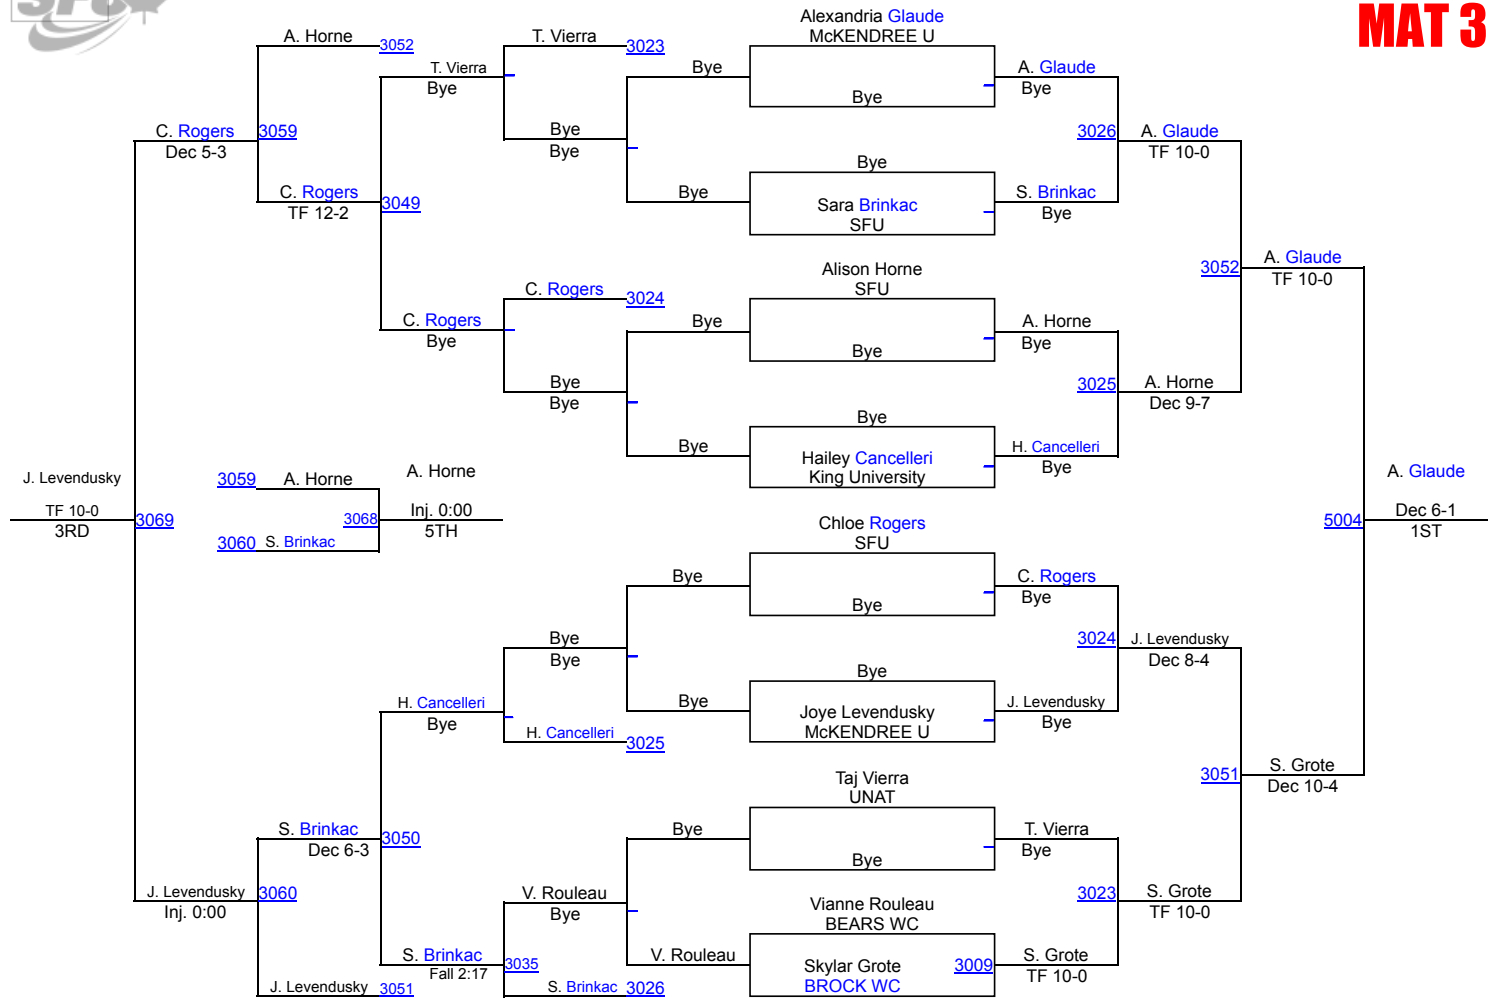 SFU
MAT 3
Alexandria Glaude
McKENDREE U
Bye
Bye
Sara Brinkac
SFU
Alison Horne
SFU
Bye
Bye
Hailey Cancelleri
King University
Chloe Rogers
SFU
Bye
Bye
Joye Levendusky
McKENDREE U
Taj Vierra
UNAT
Bye
Vianne Rouleau
BEARS WC
Skylar Grote
BROCK WC
3009
A. Glaude
Bye
3026
S. Brinkac
Bye
A. Horne
Bye
3025
H. Cancelleri
Bye
C. Rogers
Bye
3024
J. Levendusky
Bye
T. Vierra
Bye
3023
S. Grote
TF 10-0
A. Glaude
TF 10-0
3052
A. Horne
Dec 9-7
J. Levendusky
Dec 8-4
3051
S. Grote
TF 10-0
A. Glaude
TF 10-0
5004
S. Grote
Dec 10-4
A. Glaude
Dec 6-1
1ST
Bye
Bye
Bye
Bye
Bye
Bye
Bye
V. Rouleau
T. Vierra
3023
Bye
Bye
C. Rogers
3024
Bye
Bye
Bye
Bye
H. Cancelleri
3025
V. Rouleau
Bye
3035
S. Brinkac
3026
T. Vierra
Bye
3049
C. Rogers
Bye
H. Cancelleri
Bye
3050
S. Brinkac
Fall 2:17
A. Horne
3052
3059
C. Rogers
TF 12-2
S. Brinkac
Dec 6-3
3060
J. Levendusky
3051
C. Rogers
Dec 5-3
3069
J. Levendusky
Inj. 0:00
J. Levendusky
TF 10-0
3RD
3059
A. Horne
3068
3060
S. Brinkac
A. Horne
Inj. 0:00
5TH